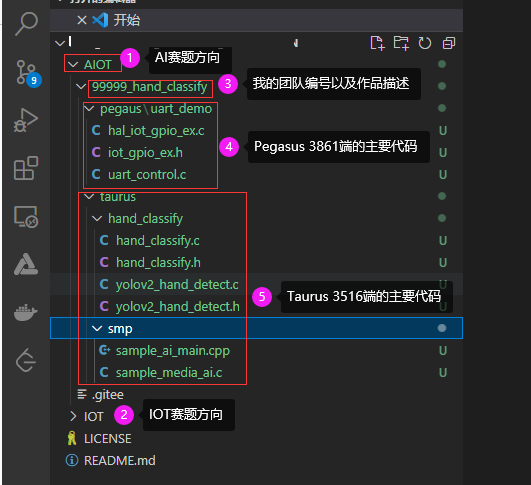 开始
AIOT
1
AI赛题方向
99999_hand_classify
3
我的团队编号以及作品描述
pegaus\uart_demo
C hal_iot_gpio_ex.c U
C iot_gpio_ex.h U
C uart_control.c U
4
Pegasus 3861端的主要代码
taurus
hand_classify
C hand_classify.c U
C hand_classify.h U
C yolov2_hand_detect.c U
C yolov2_hand_detect.h U
5
Taurus 3516端的主要代码
smp
sample_ai_main.cpp U
C sample_media_ai.c U
.gitee
IOT
2
IOT赛题方向
LICENSE
README.md
9